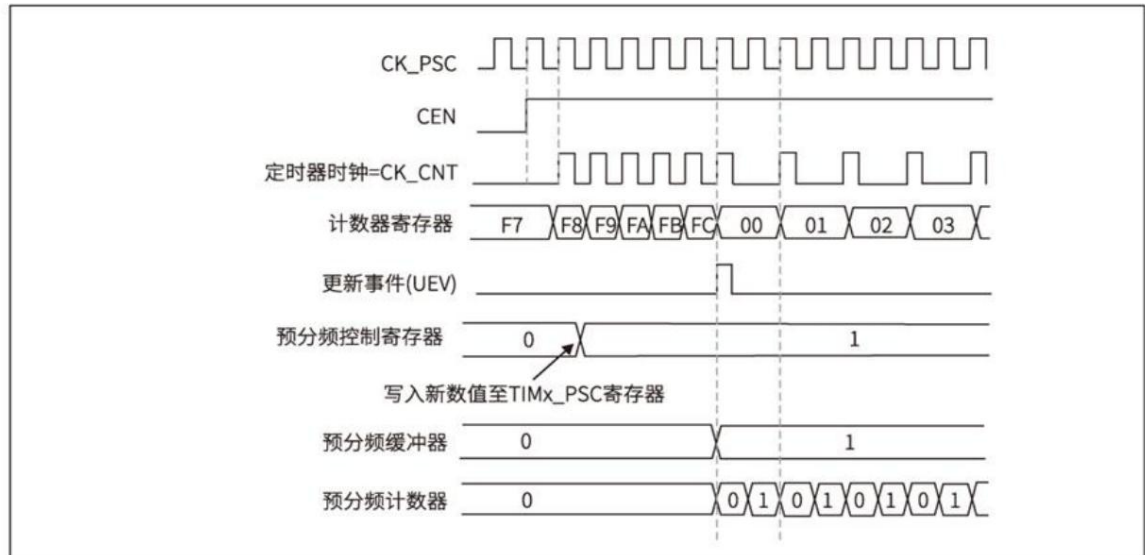 CK_PSC
CEN
定时器时钟=CK_CNT
计数器寄存器 F7 F8 F9 FA FB FC 00 01 02 03
更新事件(UEV)
预分频控制寄存器 0 1
写入新数值至TIMx_PSC寄存器
预分频缓冲器 0 1
预分频计数器 0 0 1 0 1 0 1 0 1